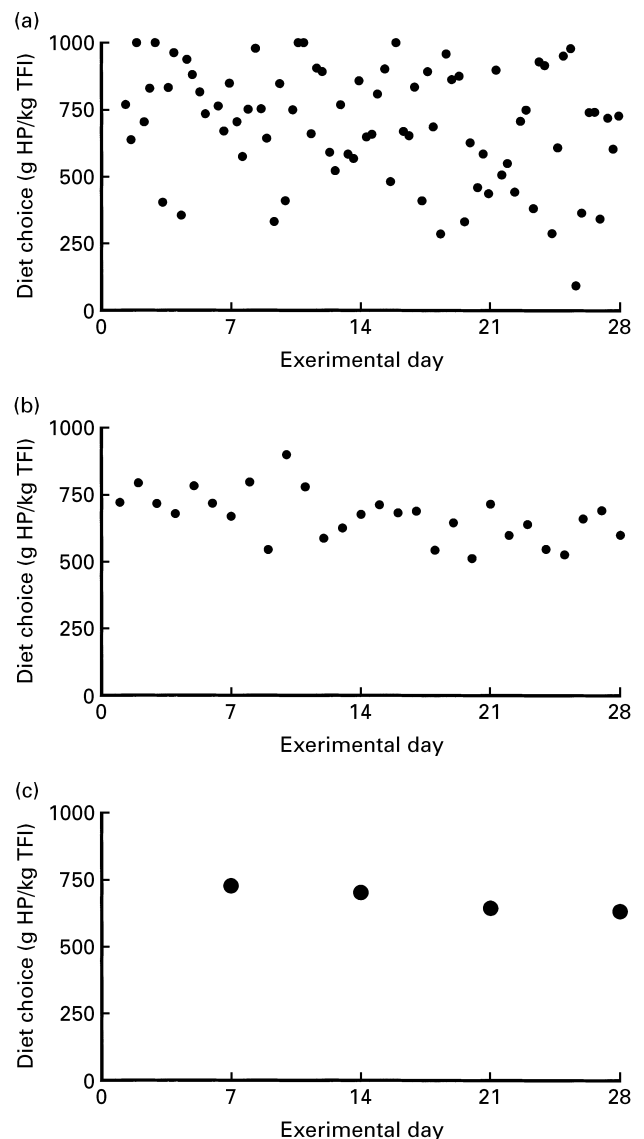 (a)
Diet choice (g HP/kg TFI)
1000
750
500
250
0
0 7 14 21 28
Exerimental day
(b)
Diet choice (g HP/kg TFI)
1000
750
500
250
0
0 7 14 21 28
Exerimental day
(c)
Diet choice (g HP/kg TFI)
1000
750
500
250
0
0 7 14 21 28
Exerimental day